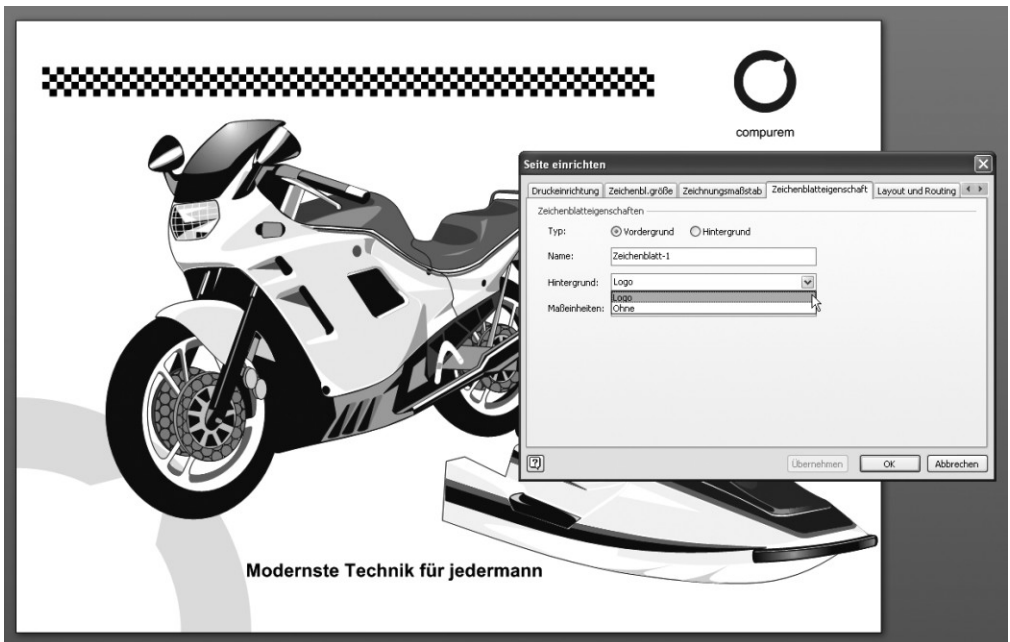 compurem
Seite einrichten
Druckeinrichtung Zeichenbl.größe Zeichnungsmaßstab Zeichenblatteigenschaft Layout und Routing
Zeichenblatteigenschaften
Typ: Vordergrund Hintergrund
Name: Zeichenblatt-1
Hintergrund: Logo
Logo
Maßeinheiten: Ohne
Übernehmen OK Abbrechen
Modernste Technik für jedermann